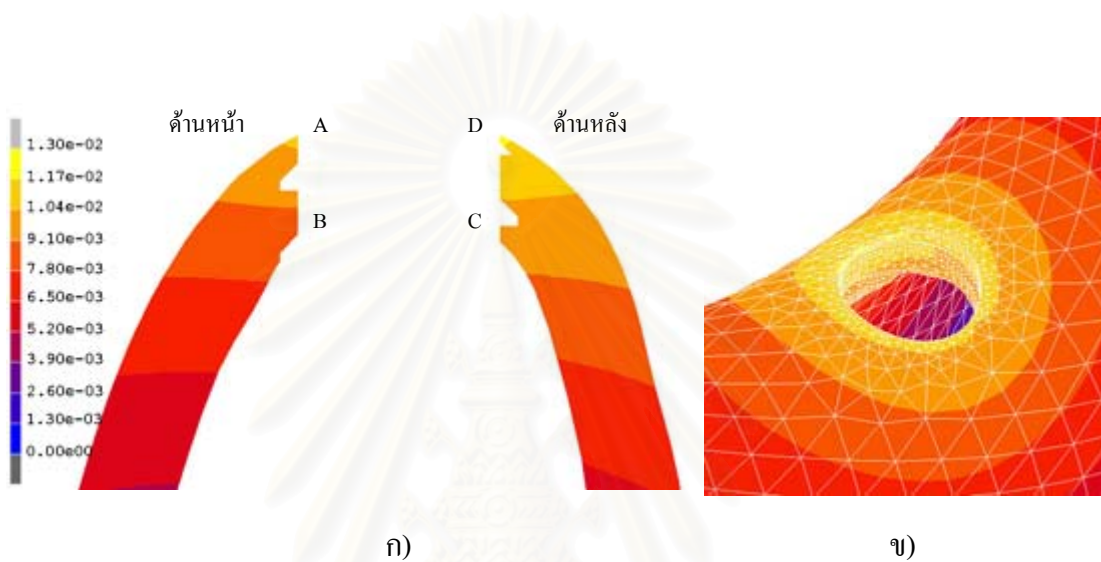 ด้านหน้า A D ด้านหลัง
1.30e-02
1.17e-02
1.04e-02
B C
9.10e-03
7.80e-03
6.50e-03
5.20e-03
3.90e-03
2.60e-03
1.30e-03
0.00e00
ก) ข)